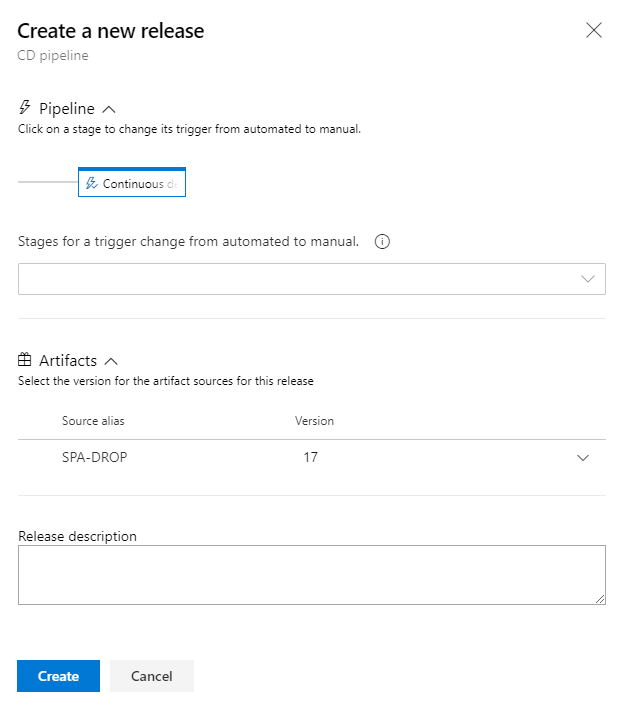 Create a new release
CD pipeline
Pipeline
Click on a stage to change its trigger from automated to manual.
Continuous
Stages for a trigger change from automated to manual.
Artifacts
Select the version for the artifact sources for this release
Source alias Version
SPA-DROP 17
Release description
Create Cancel